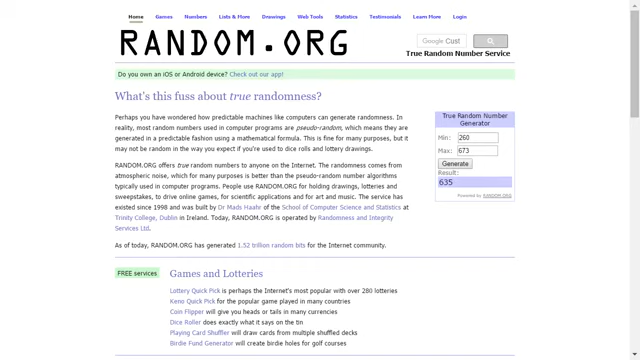 Home Games Numbers Lists & More Drawings Web Tools Statistics Testimonials Learn More Login
RANDOM.ORG
Google Cust
True Random Number Service
Do you own an iOS or Android device? Check out our app!
What's this fuss about true randomness?
Perhaps you have wondered how predictable machines like computers can generate randomness. In
reality, most random numbers used in computer programs are pseudo-random, which means they are
generated in a predictable fashion using a mathematical formula. This is fine for many purposes, but it
may not be random in the way you expect if you're used to dice rolls and lottery drawings.
RANDOM.ORG offers true random numbers to anyone on the Internet. The randomness comes from
atmospheric noise, which for many purposes is better than the pseudo-random number algorithms
typically used in computer programs. People use RANDOM.ORG for holding drawings, lotteries and
sweepstakes, to drive online games, for scientific applications and for art and music. The service has
existed since 1998 and was built by Dr Mads Haahr of the School of Computer Science and Statistics at
Trinity College, Dublin in Ireland. Today, RANDOM.ORG is operated by Randomness and Integrity
Services Ltd.
As of today, RANDOM.ORG has generated 1.52 trillion random bits for the Internet community.
True Random Number
Generator
Min: 260
Max: 673
Generate
Result:
635
Powered by RANDOM.ORG
FREE services
Games and Lotteries
Lottery Quick Pick is perhaps the Internet's most popular with over 280 lotteries
Keno Quick Pick for the popular game played in many countries
Coin Flipper will give you heads or tails in many currencies
Dice Roller does exactly what it says on the tin
Playing Card Shuffler will draw cards from multiple shuffled decks
Birdie Fund Generator will create birdie holes for golf courses